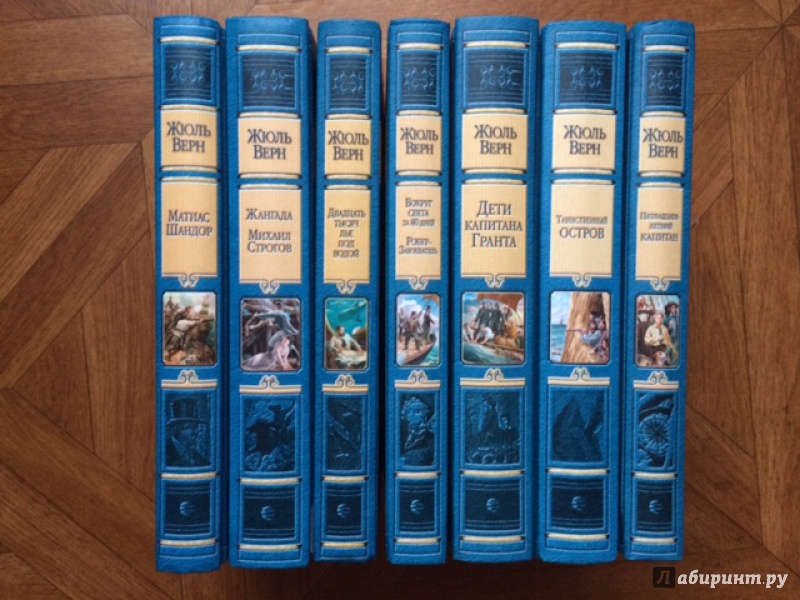 Жюль
Верн
Матиас
Шандор
Жюль
Верн
Жангада
Михаил
Строгов
Жюль
Верн
Двадцать
тысяч
лье
под
водой
Жюль
Верн
Вокруг
света
за 80 дней
Робур-
Завоеватель
Жюль
Верн
Дети
капитана
Гранта
Жюль
Верн
Таинственный
остров
Жюль
Верн
Пятнадцати-
летний
капитан
Лабиринт.ру